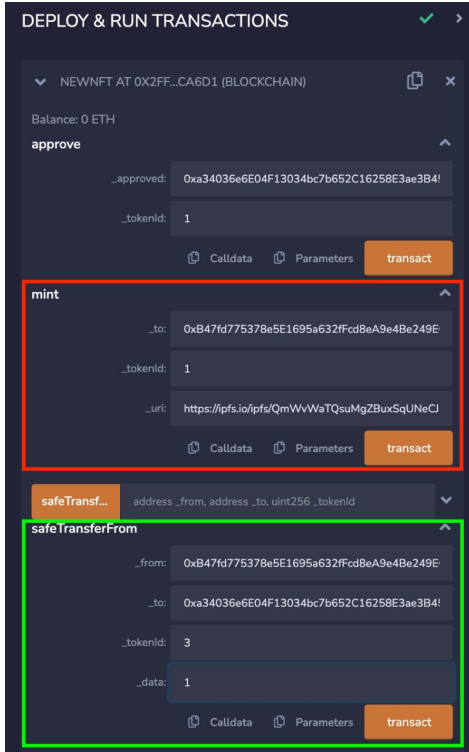 DEPLOY & RUN TRANSACTIONS
NEWNFT AT 0X2FF...CA6D1 (BLOCKCHAIN)
Balance: 0 ETH
approve
_approved: 0xa34036e6E04F13034bc7b652C16258E3ae3B4
_tokenId: 1
Calldata Parameters transact
mint
_to: 0xB47fd775378e5E1695a632fFcd8eA9e4Be249E
_tokenId: 1
_uri: https://ipfs.io/ipfs/QmWvWaTQsuMgZBuxSqUNeCJ
Calldata Parameters transact
safeTransf... address _from, address _to, uint256 _tokenId
safeTransferFrom
_from: 0xB47fd775378e5E1695a632fFcd8eA9e4Be249E
_to: 0xa34036e6E04F13034bc7b652C16258E3ae3B4
_tokenId: 3
_data: 1
Calldata Parameters transact